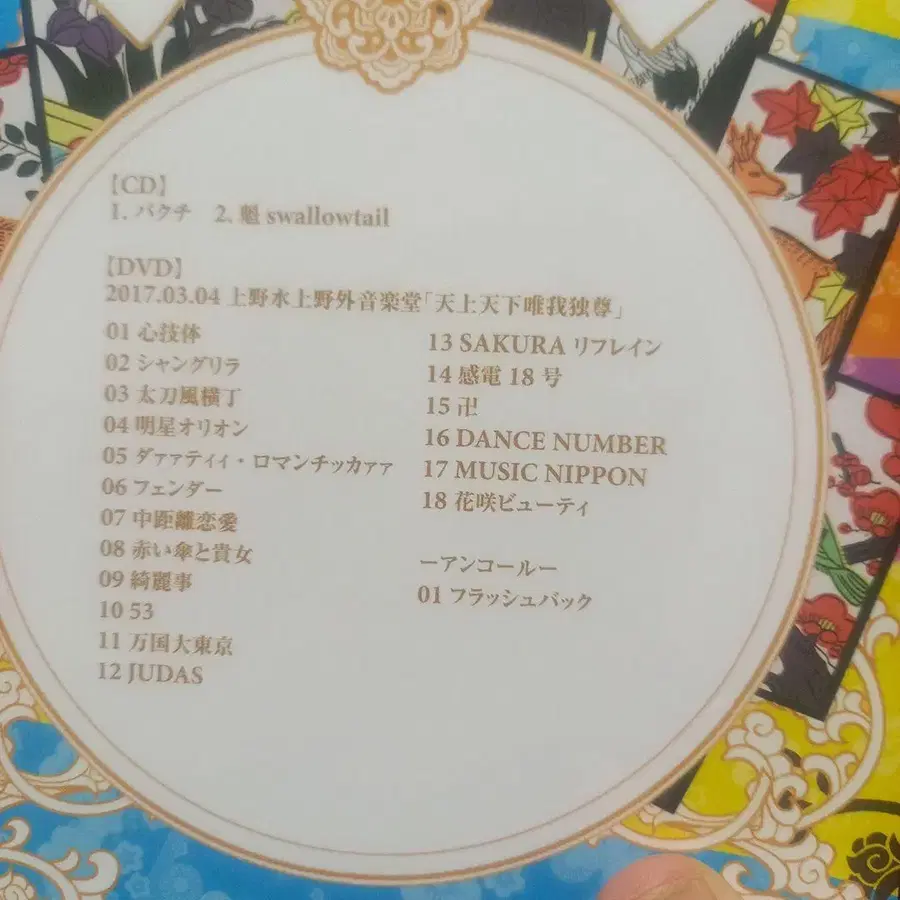 【CD】
1. バクチ 2. 魁 swallowtail
【DVD】
2017.03.04 上野水上野外音楽堂「天上天下唯我独尊」
01 心技体
02 シャングリラ
03 太刀風横丁
04 明星オリオン
05 ダァァティィ・ロマンチッカァァ
06 フェンダー
07 中距離恋愛
08 赤い傘と貴女
09 綺麗事
10 53
11 万国大東京
12 JUDAS
13 SAKURA リフレイン
14 感電 18 号
15 卍
16 DANCE NUMBER
17 MUSIC NIPPON
18 花咲ビューティ
ーアンコールー
01 フラッシュバック